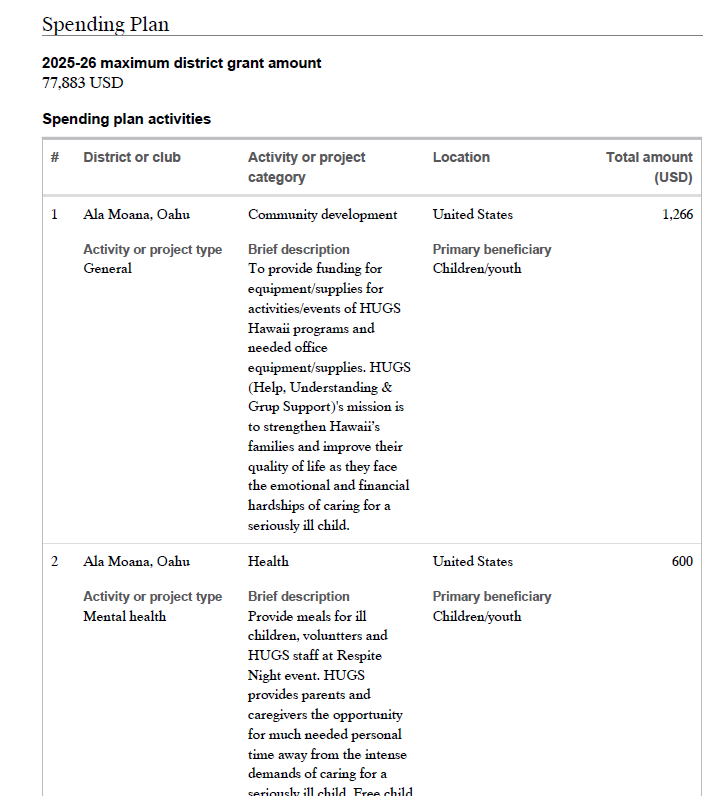 Spending Plan
2025-26 maximum district grant amount
77,883 USD
Spending plan activities
# District or club Activity or project category Location Total amount (USD)
1 Ala Moana, Oahu Community development United States 1,266
Activity or project type Brief description Primary beneficiary
General To provide funding for Children/youth
equipment/supplies for
activities/events of HUGS
Hawaii programs and
needed office
equipment/supplies. HUGS
(Help, Understanding &
Grup Support)'s mission is
to strengthen Hawaii's
families and improve their
quality of life as they face
the emotional and financial
hardships of caring for a
seriously ill child.
2 Ala Moana, Oahu Health United States 600
Activity or project type Brief description Primary beneficiary
Mental health Provide meals for ill Children/youth
children, voluntters and
HUGS staff at Respite
Night event. HUGS
provides parents and
caregivers the opportunity
for much needed personal
time away from the intense
demands of caring for a
seriously ill child. Free child